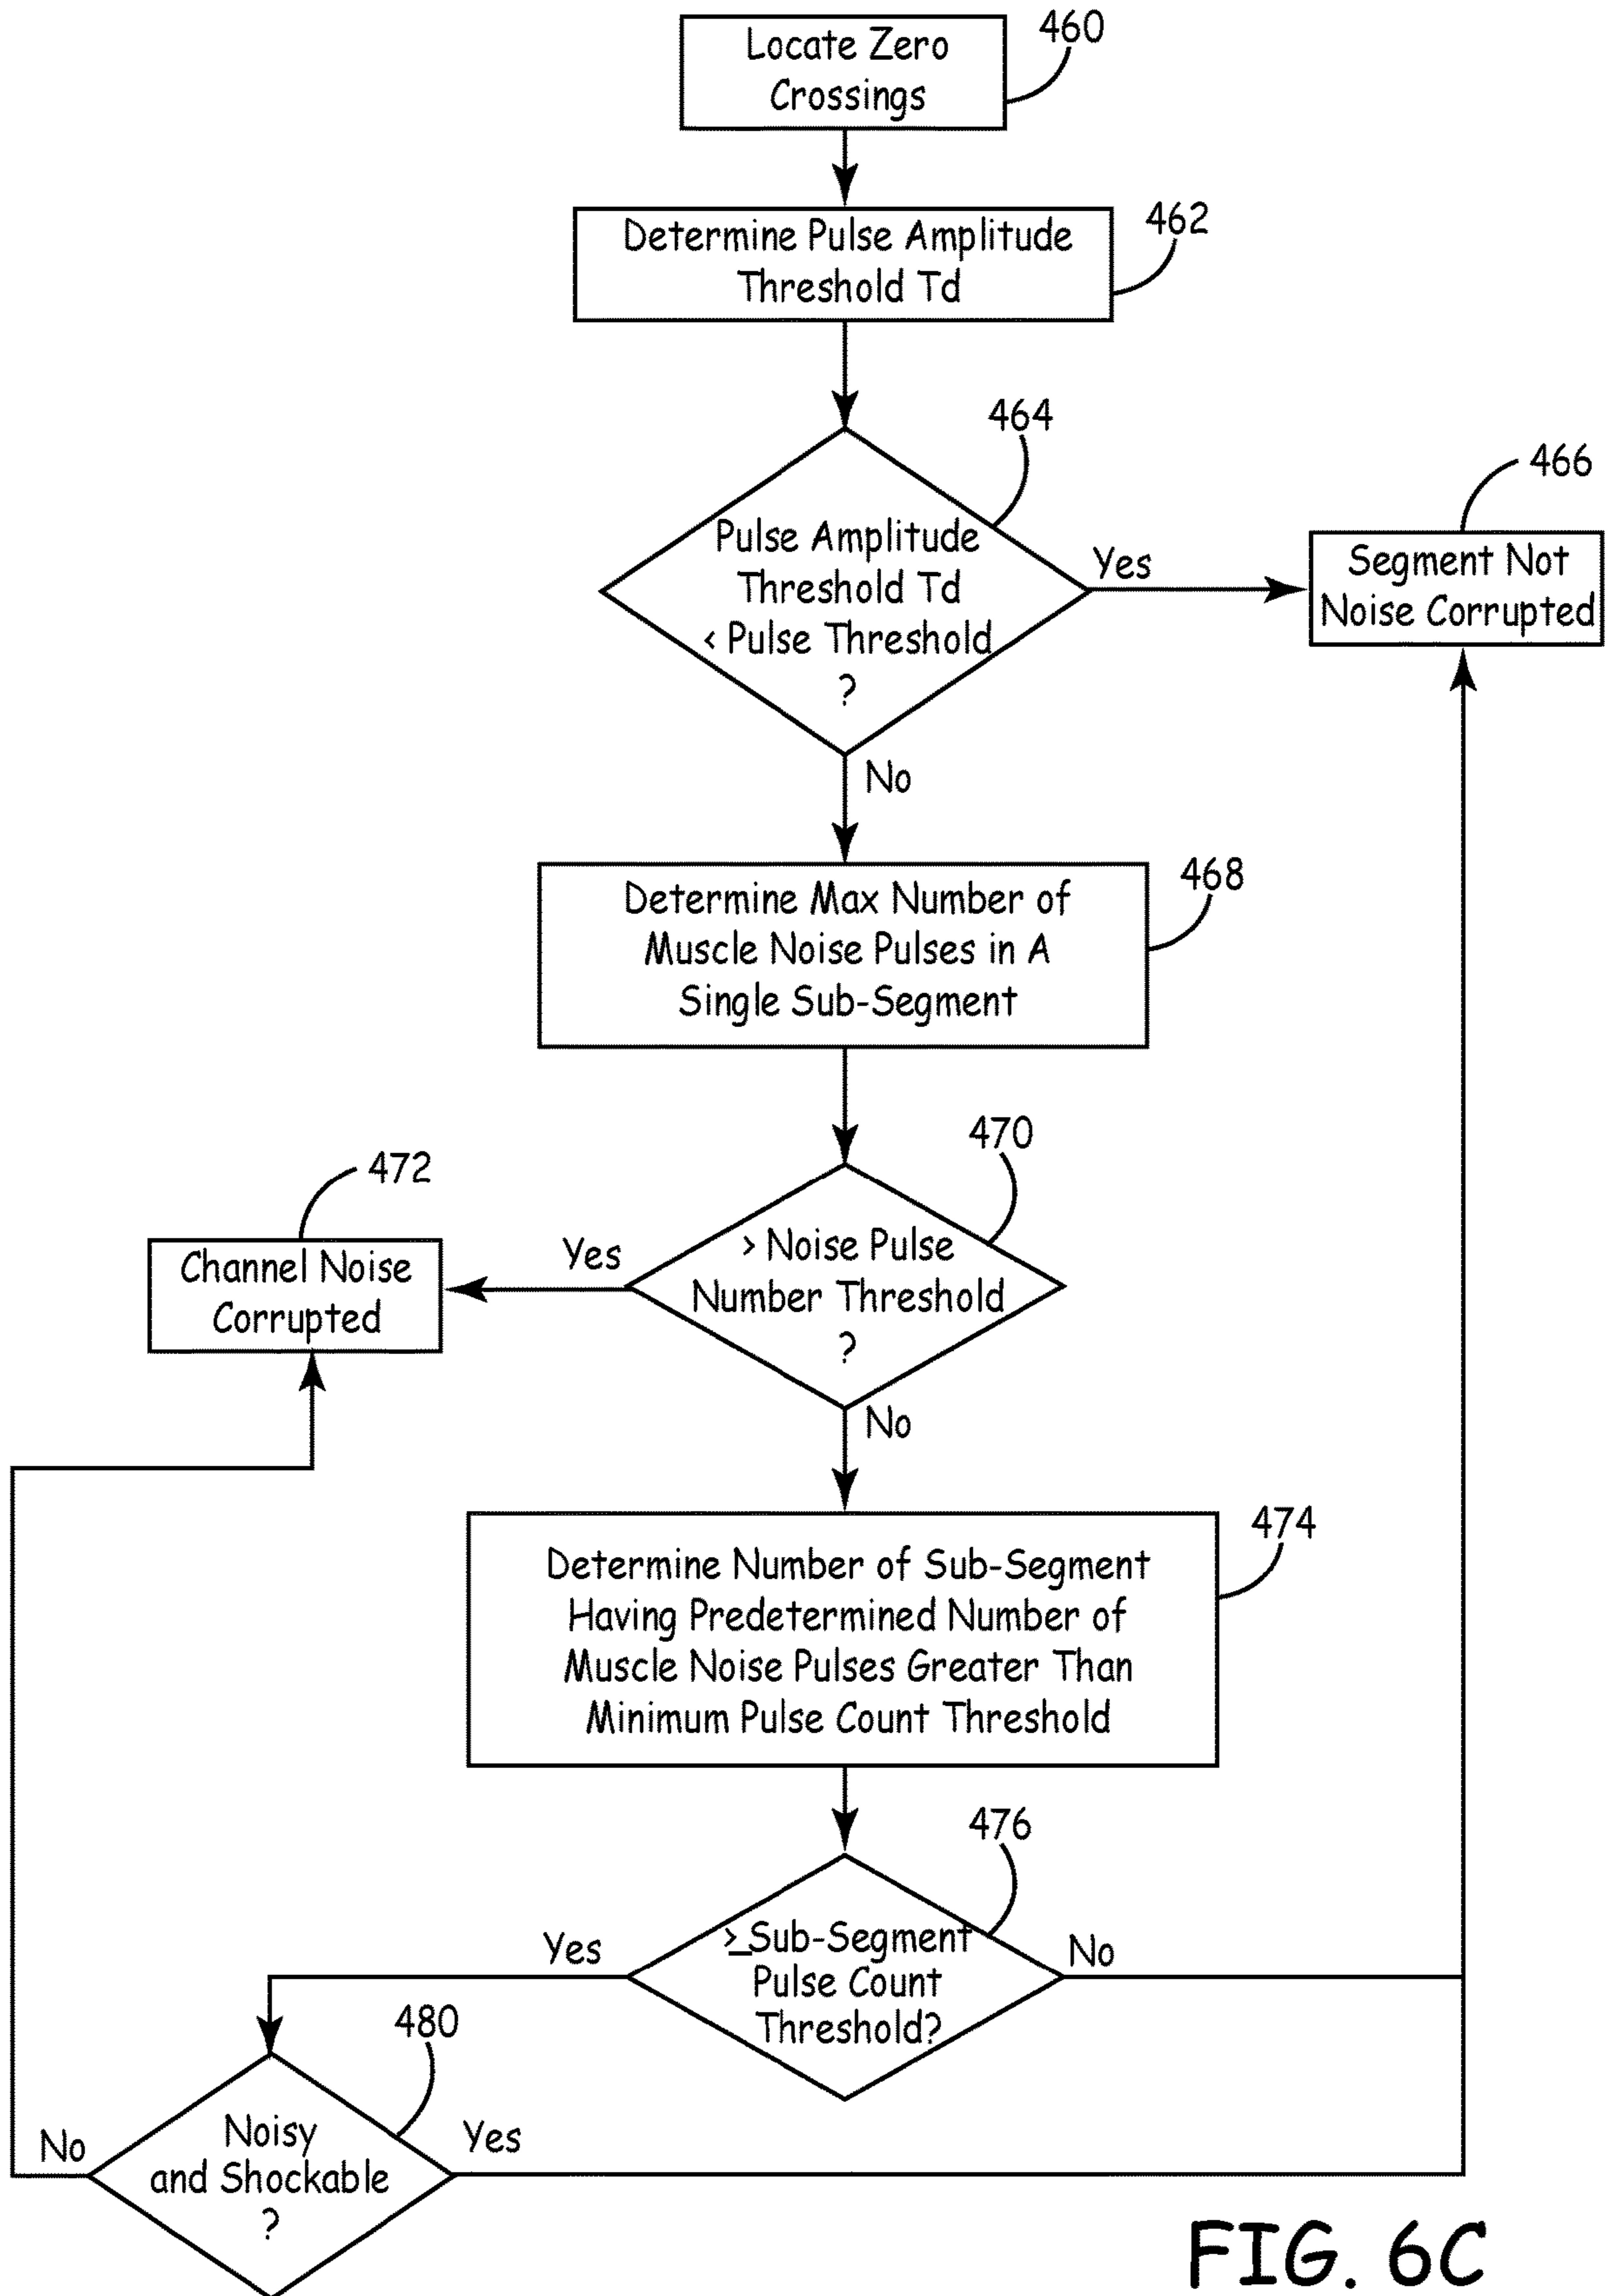 Locate Zero
Crossings
460
Determine Pulse Amplitude
Threshold Td
462
464
Pulse Amplitude
Threshold Td
< Pulse Threshold
?
Yes
466
Segment Not
Noise Corrupted
No
Determine Max Number of
Muscle Noise Pulses in A
Single Sub-Segment
468
470
> Noise Pulse
Number Threshold
?
Yes
472
Channel Noise
Corrupted
No
Determine Number of Sub-Segment
Having Predetermined Number of
Muscle Noise Pulses Greater Than
Minimum Pulse Count Threshold
474
476
≥ Sub-Segment
Pulse Count
Threshold?
Yes
No
480
Noisy
and Shockable
?
No
Yes
FIG. 6C